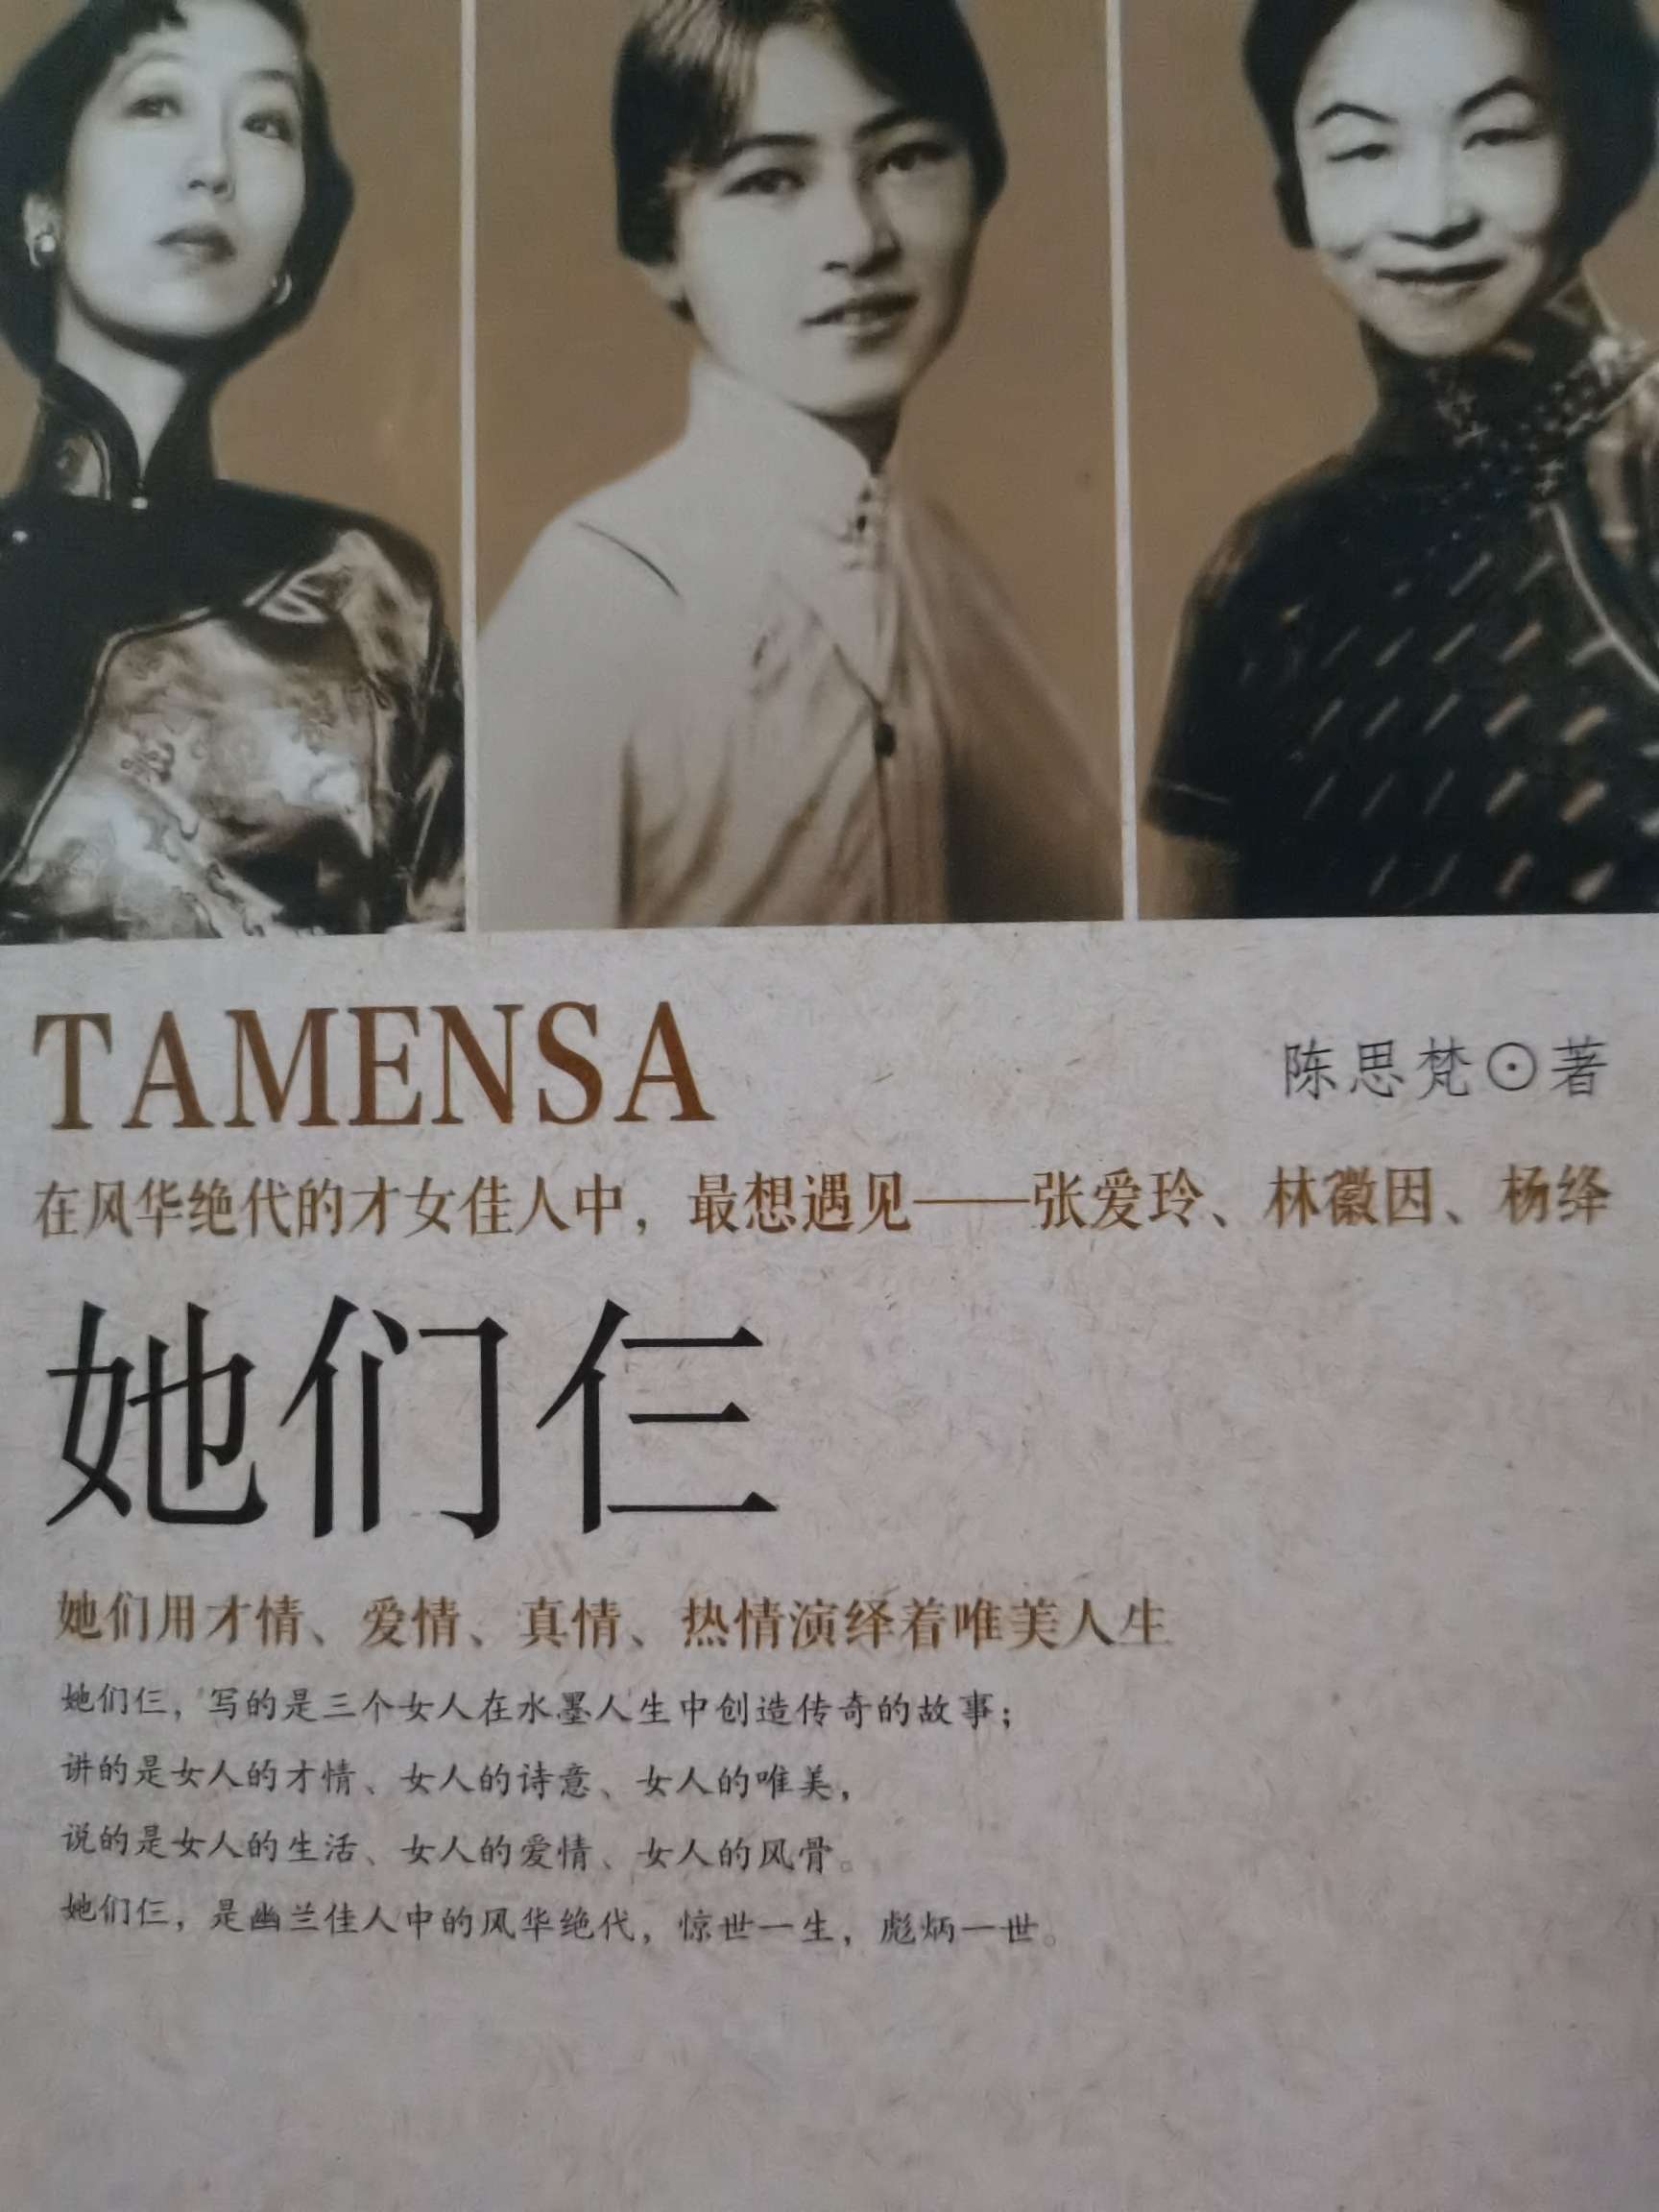 TAMENSA
陈思梵⊙著
在风华绝代的才女佳人中，最想遇见——张爱玲、林徽因、杨绛
她们仨
她们用才情、爱情、真情、热情演绎着唯美人生
她们仨，写的是三个女人在水墨人生中创造传奇的故事；
讲的是女人的才情、女人的诗意、女人的唯美，
说的是女人的生活、女人的爱情、女人的风骨。
她们仨，是幽兰佳人中的风华绝代，惊世一生，彪炳一世。